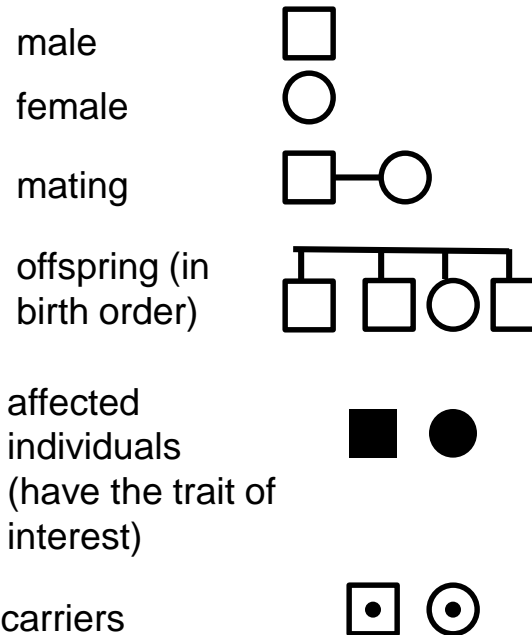 male
female
mating
offspring (in
birth order)
affected
individuals
(have the trait of
interest)
carriers